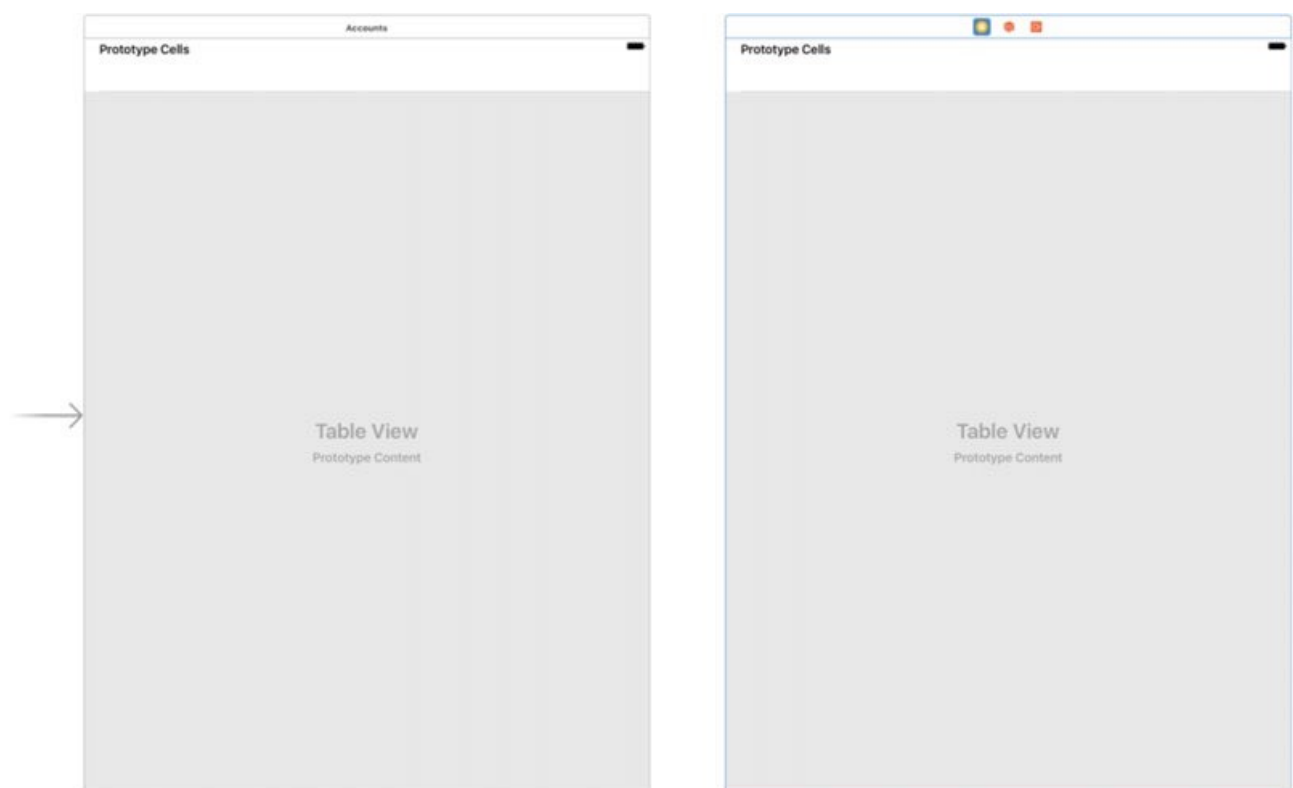 Accounts
Prototype Cells
Table View
Prototype Content
Prototype Cells
Table View
Prototype Content